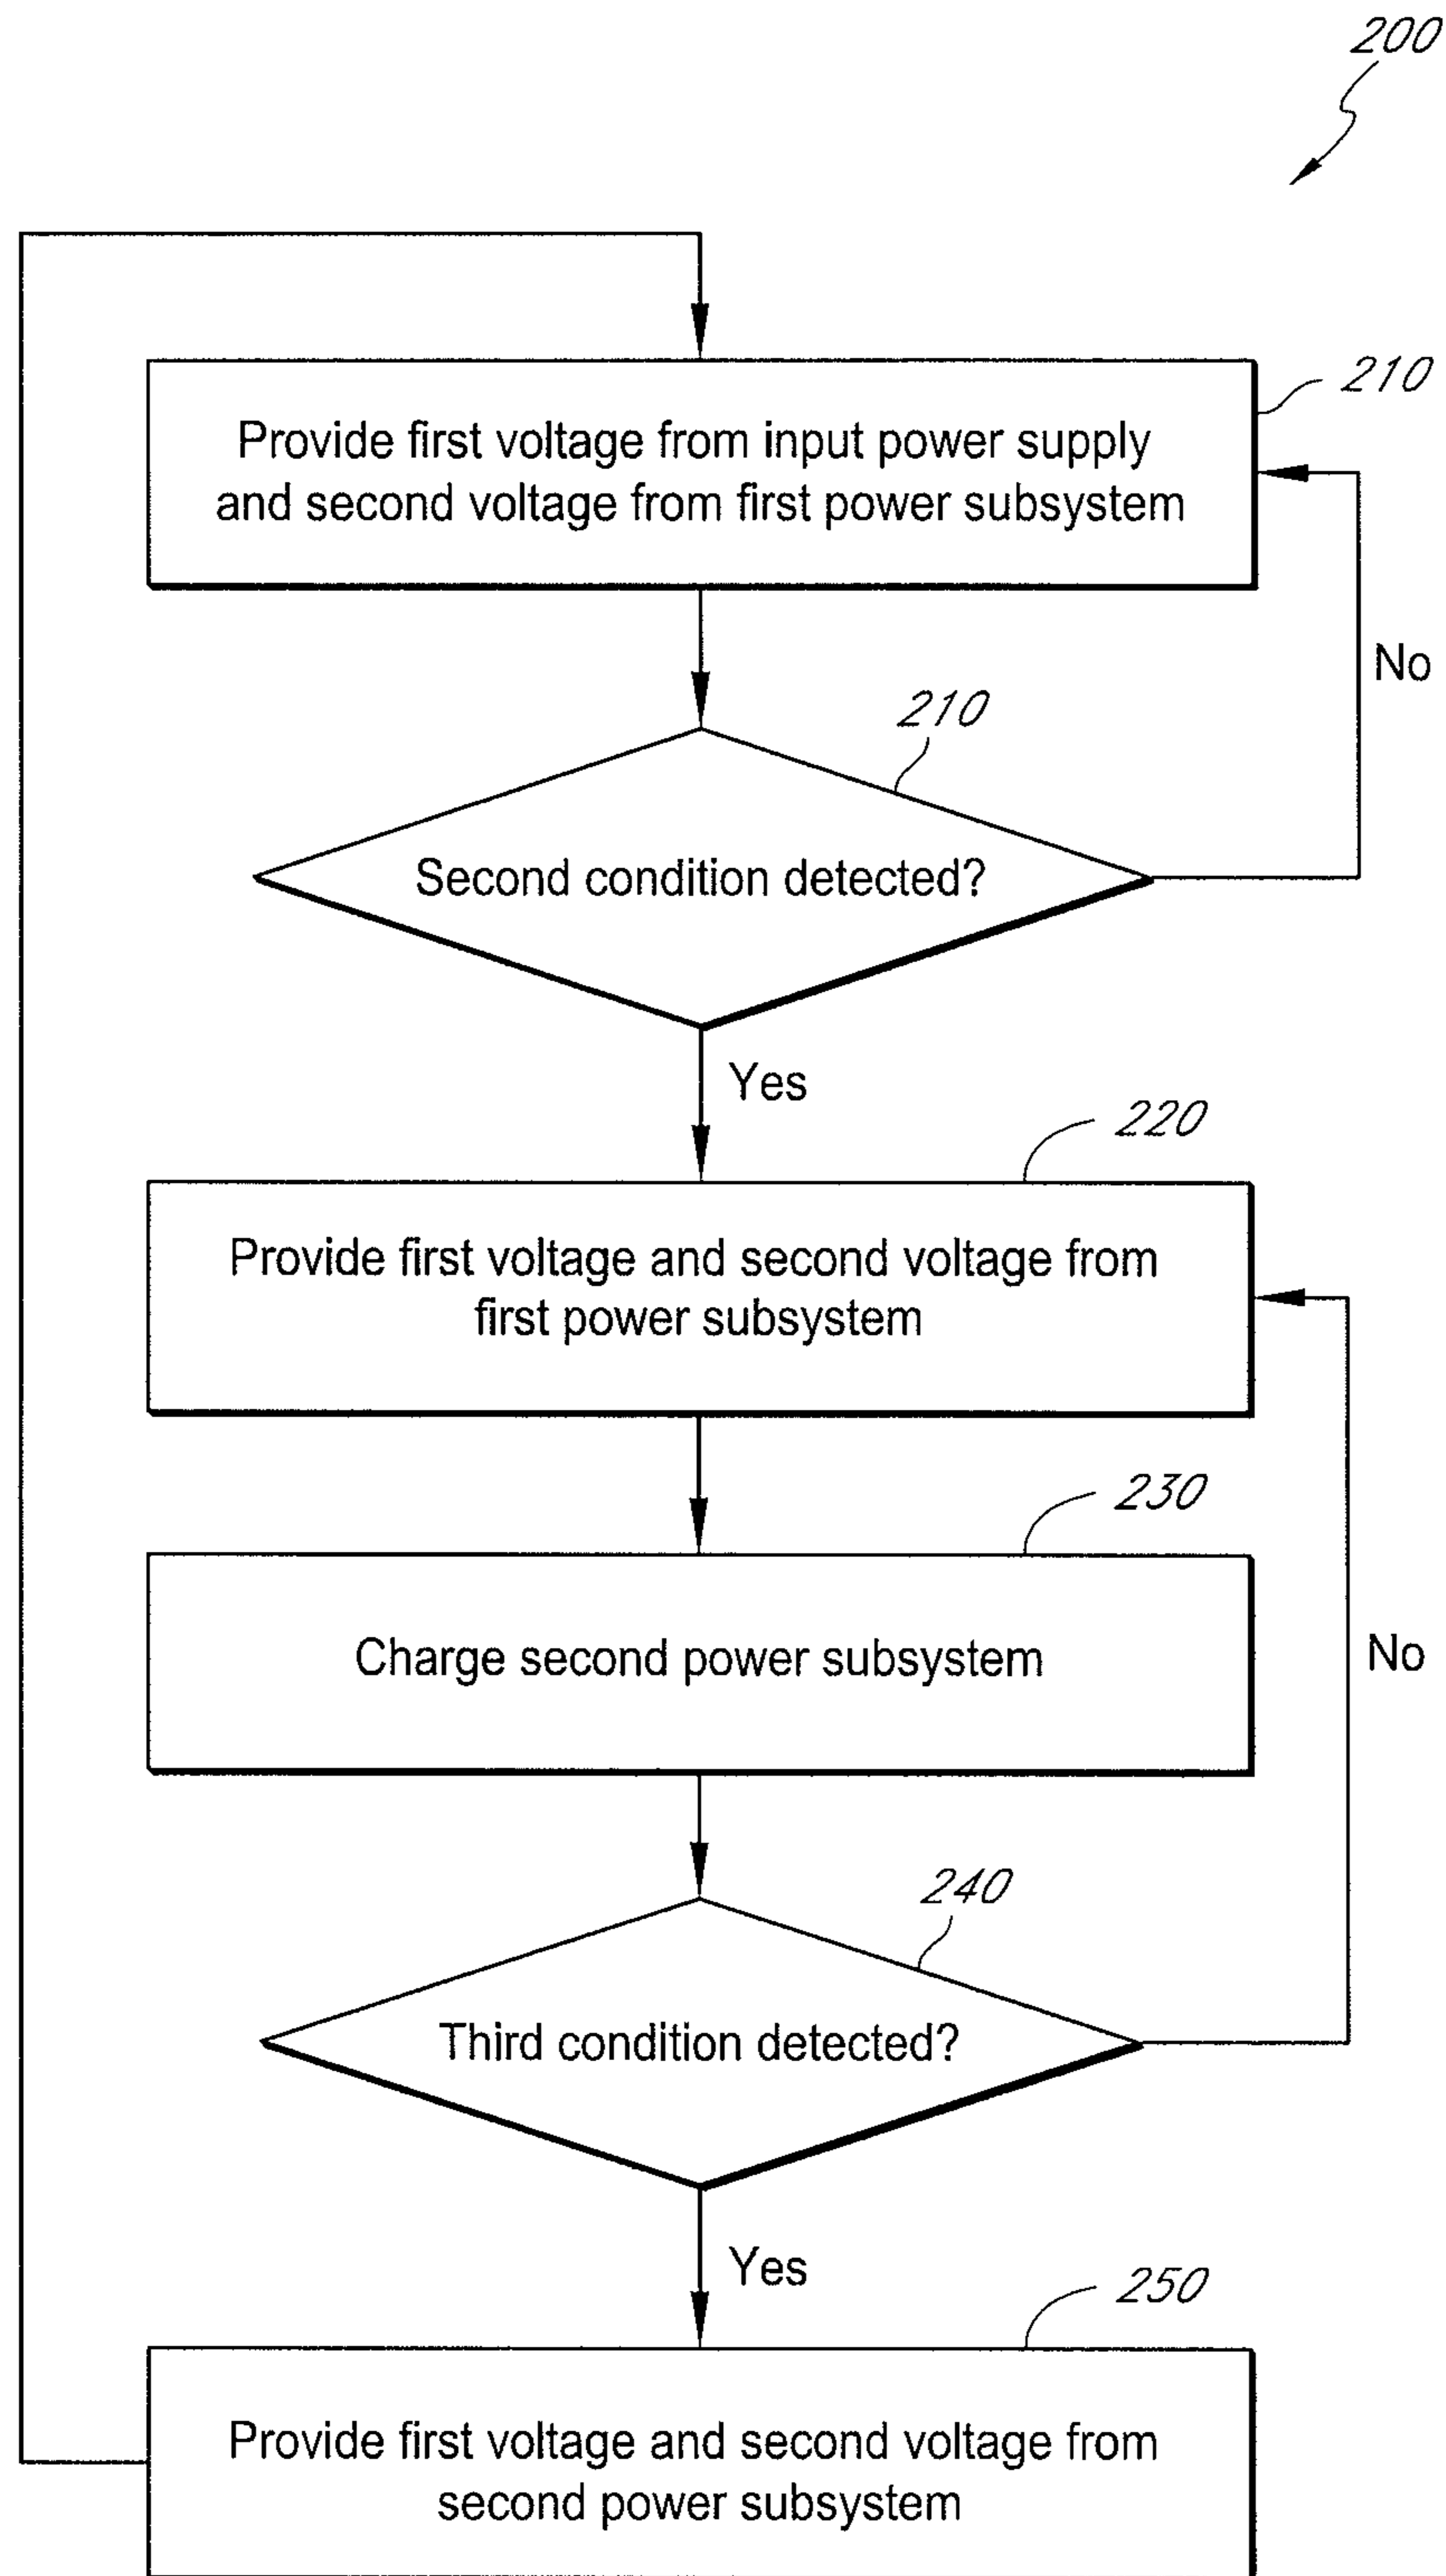 200
210
Provide first voltage from input power supply
and second voltage from first power subsystem
No
210
Second condition detected?
Yes
220
Provide first voltage and second voltage from
first power subsystem
230
Charge second power subsystem
No
240
Third condition detected?
Yes
250
Provide first voltage and second voltage from
second power subsystem